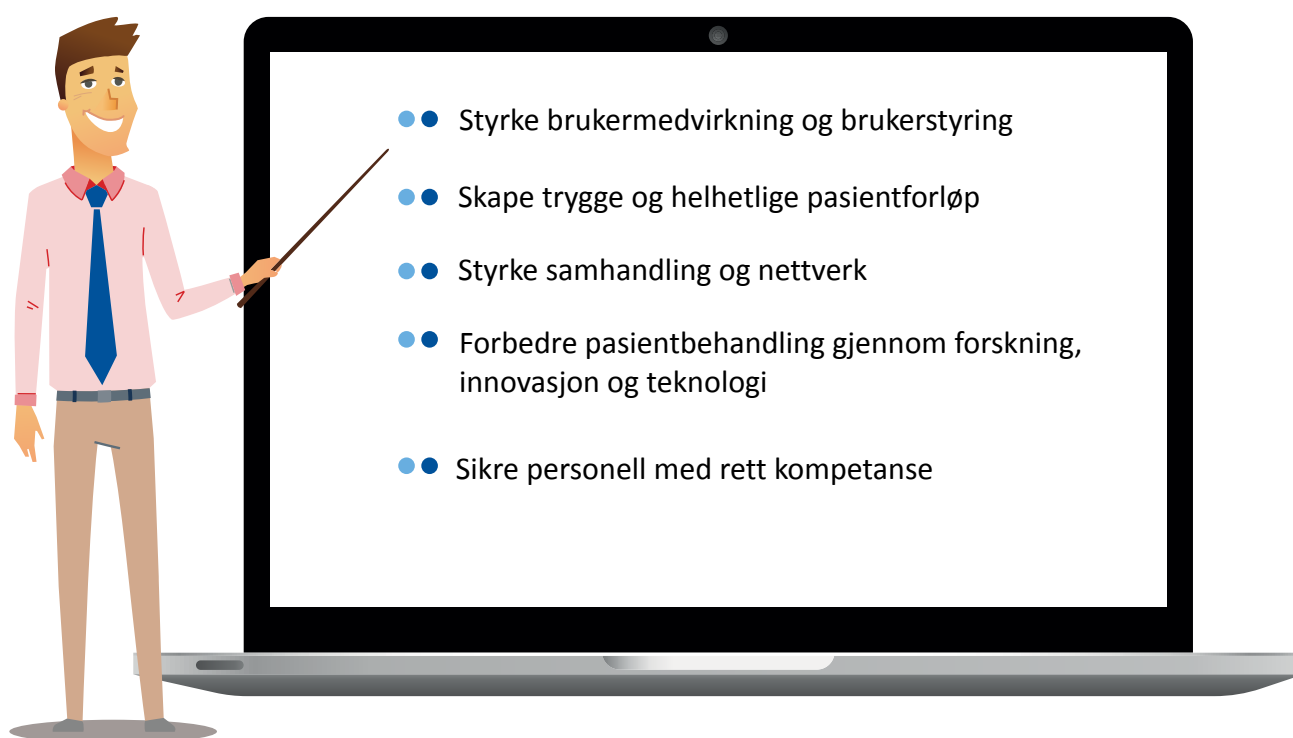 Styrke brukermedvirkning og brukerstyring
Skape trygge og helhetlige pasientforløp
Styrke samhandling og nettverk
Forbedre pasientbehandling gjennom forskning,
innovasjon og teknologi
Sikre personell med rett kompetanse